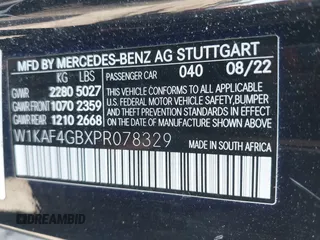 MFD BY MERCEDES-BENZ AG STUTTGART
KG LBS PASSENGER CAR 040 08/22
GVWR 2280 5027 THIS VEHICLE CONFORMS TO ALL
GAWR FRONT 1070 2359 APPLICABLE U.S. FEDERAL MOTOR VEHICLE SAFETY BUMPER, AND THEFT PREVENTION STANDARDS IN EFFECT
GAWR REAR 1210 2668 ON THE DATE OF MANUFACTURE SHOWN ABOVE.
W1KAF4GBXPR078329 MADE IN SOUTH AFRICA
DREAMBID